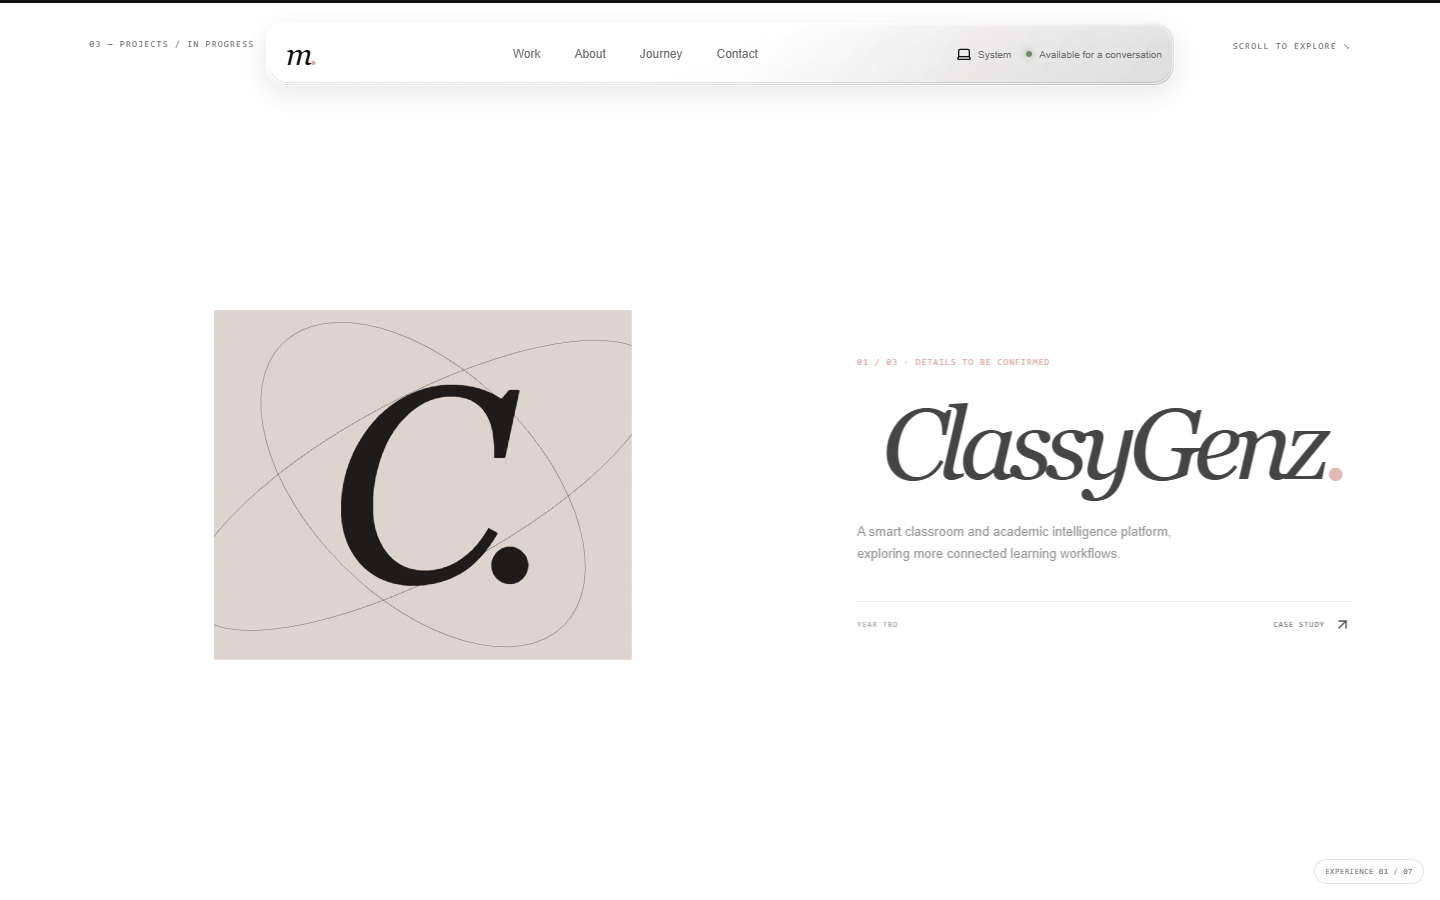 03 — PROJECTS / IN PROGRESS
m.
Work
About
Journey
Contact
System
Available for a conversation
SCROLL TO EXPLORE ↘
C.
01 / 03 · DETAILS TO BE CONFIRMED
ClassyGenz.
A smart classroom and academic intelligence platform,
exploring more connected learning workflows.
YEAR TBD
CASE STUDY
EXPERIENCE 01 / 07